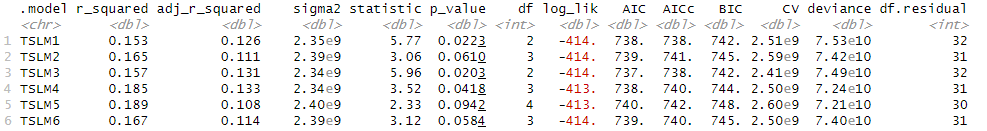 .model r_squared adj_r_squared sigma2 statistic p_value df log_lik AIC AICc BIC CV deviance df.residual
<chr> <dbl> <dbl> <dbl> <dbl> <dbl> <int> <dbl> <dbl> <dbl> <dbl> <dbl> <dbl> <int>
1 TSLM1 0.153 0.126 2.35e9 5.77 0.0223 2 -414. 738. 738. 742. 2.51e9 7.53e10 32
2 TSLM2 0.165 0.111 2.39e9 3.06 0.0610 3 -414. 739. 741. 745. 2.59e9 7.42e10 31
3 TSLM3 0.157 0.131 2.34e9 5.96 0.0203 2 -414. 737. 738. 742. 2.41e9 7.49e10 32
4 TSLM4 0.185 0.133 2.34e9 3.52 0.0418 3 -413. 738. 740. 744. 2.50e9 7.24e10 31
5 TSLM5 0.189 0.108 2.40e9 2.33 0.0942 4 -413. 740. 742. 748. 2.60e9 7.21e10 30
6 TSLM6 0.167 0.114 2.39e9 3.12 0.0584 3 -414. 739. 740. 745. 2.50e9 7.40e10 31